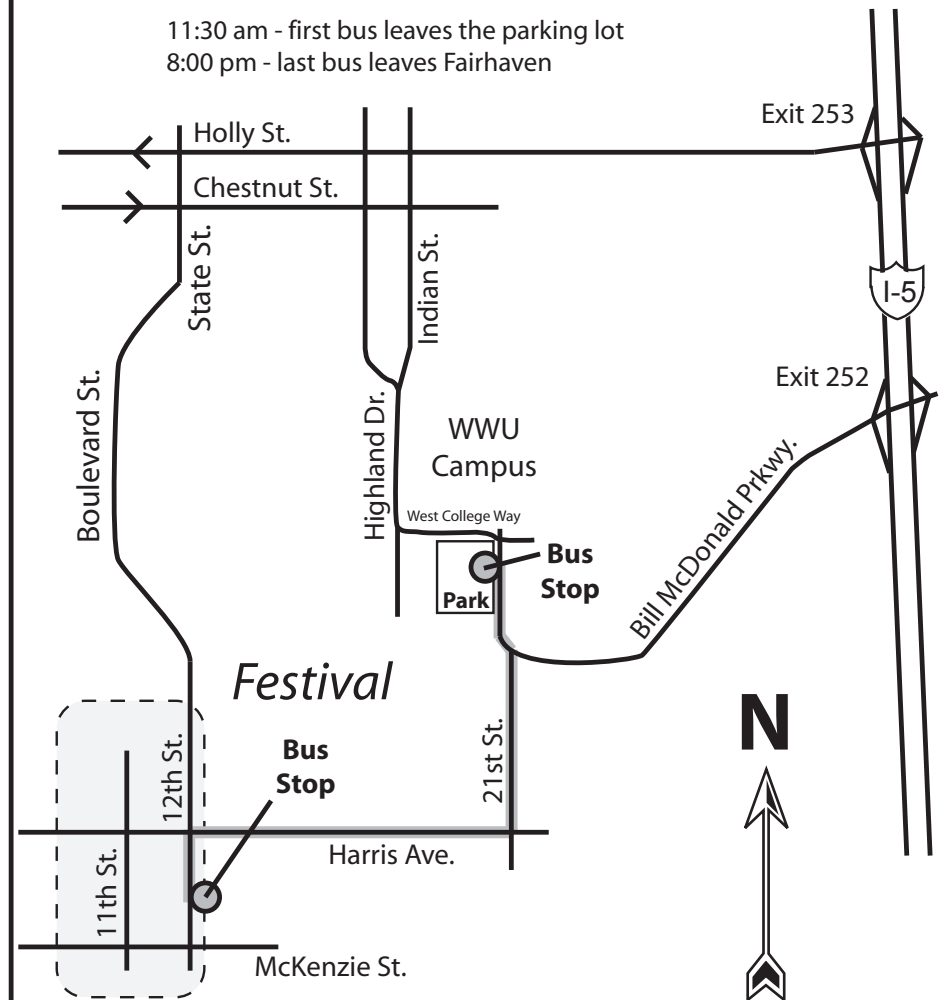 11:30 am - first bus leaves the parking lot
8:00 pm - last bus leaves Fairhaven
Exit 253
Holly St.
Chestnut St.
State St.
Indian St.
I-5
Exit 252
Boulevard St.
Highland Dr.
WWU
Campus
West College Way
Bus
Stop
Park
Bill McDonald Prkwy.
Festival
N
Bus
Stop
12th St.
21st St.
Harris Ave.
11th St.
McKenzie St.